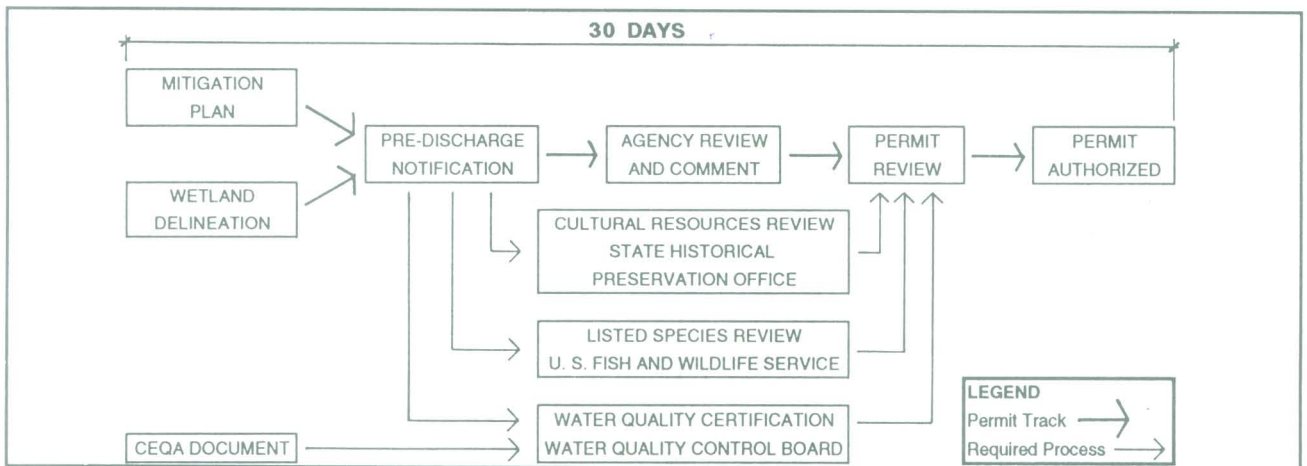 30 DAYS
MITIGATION
PLAN
WETLAND
DELINEATION
PRE-DISCHARGE
NOTIFICATION
AGENCY REVIEW
AND COMMENT
PERMIT
REVIEW
PERMIT
AUTHORIZED
CULTURAL RESOURCES REVIEW
STATE HISTORICAL
PRESERVATION OFFICE
LISTED SPECIES REVIEW
U. S. FISH AND WILDLIFE SERVICE
WATER QUALITY CERTIFICATION
WATER QUALITY CONTROL BOARD
CEQA DOCUMENT
LEGEND
Permit Track
Required Process